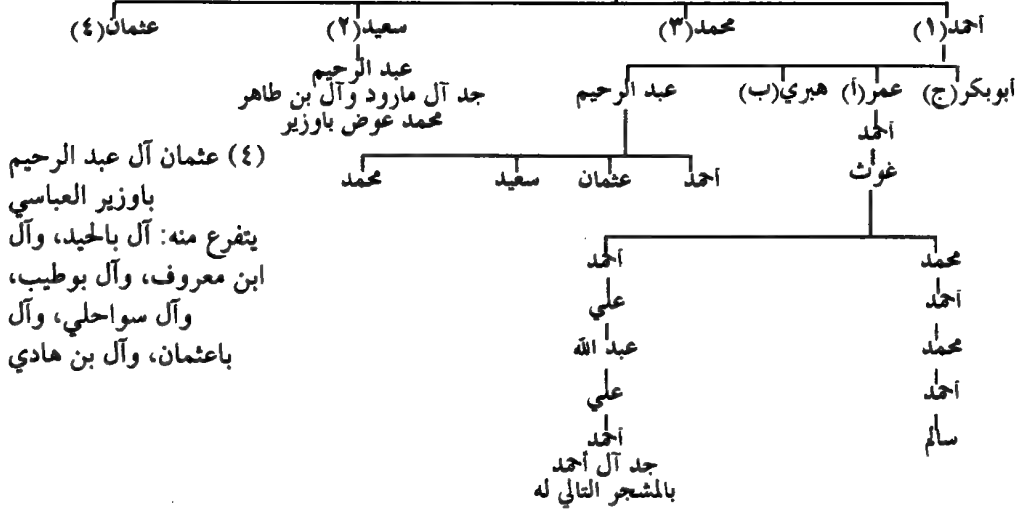 أحمد(١) محمد(٣) سعيد(٢) عثمان(٤)
عبد الرحيم
جد آل مارود وآل بن طاهر
محمد عوض باوزير
أبوبكر(ج) عمر(أ) هبري(ب) عبد الرحيم
أحمد
غوث
أحمد عثمان سعيد محمد
(٤) عثمان آل عبد الرحيم
باوزير العباسي
يتفرع منه: آل بالحيد، وآل
ابن معروف، وآل بوطيب،
وآل سواحلي، وآل
باعثمان، وآل بن هادي
محمد أحمد
أحمد علي
محمد عبد الله
أحمد علي
سالم أحمد
جد آل أحمد
بالمشجر التالي له